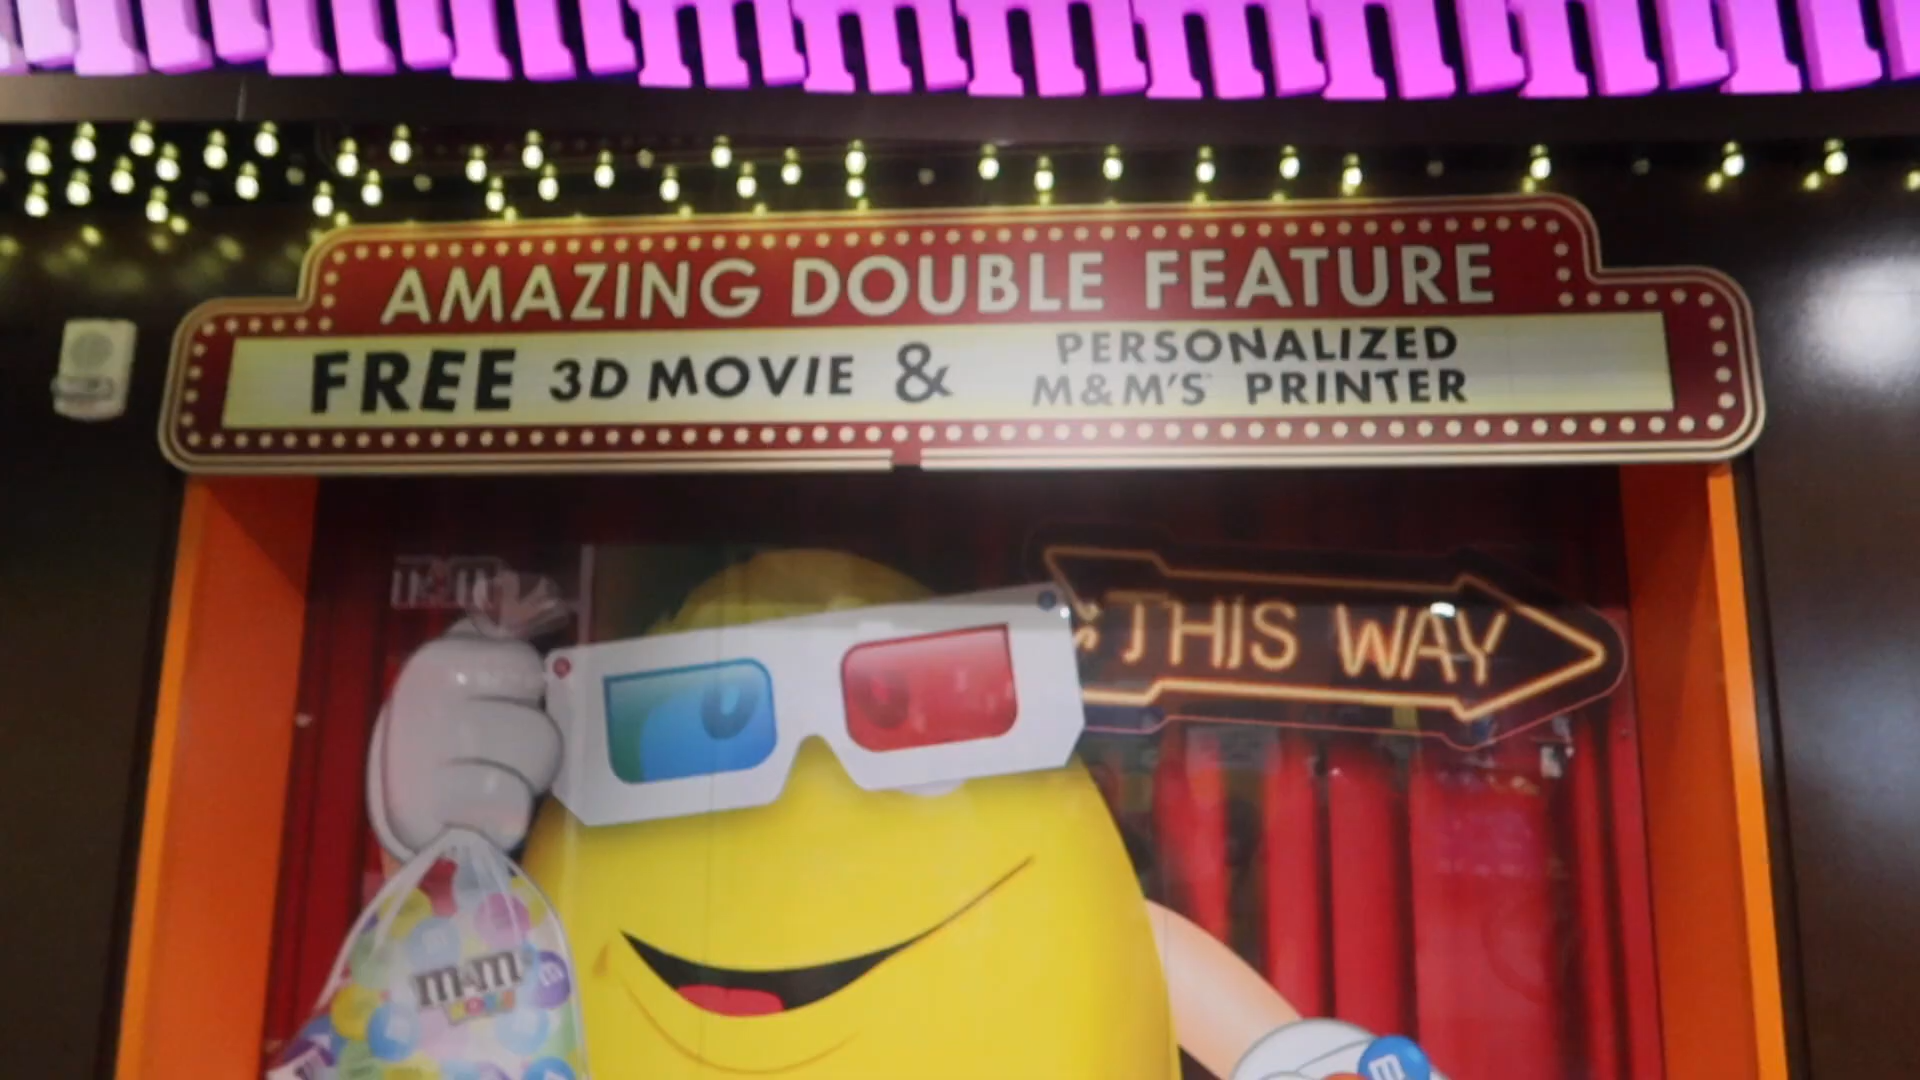 AMAZING DOUBLE FEATURE
FREE 3D MOVIE & PERSONALIZED M&M'S PRINTER
THIS WAY
m&m's
m&m's